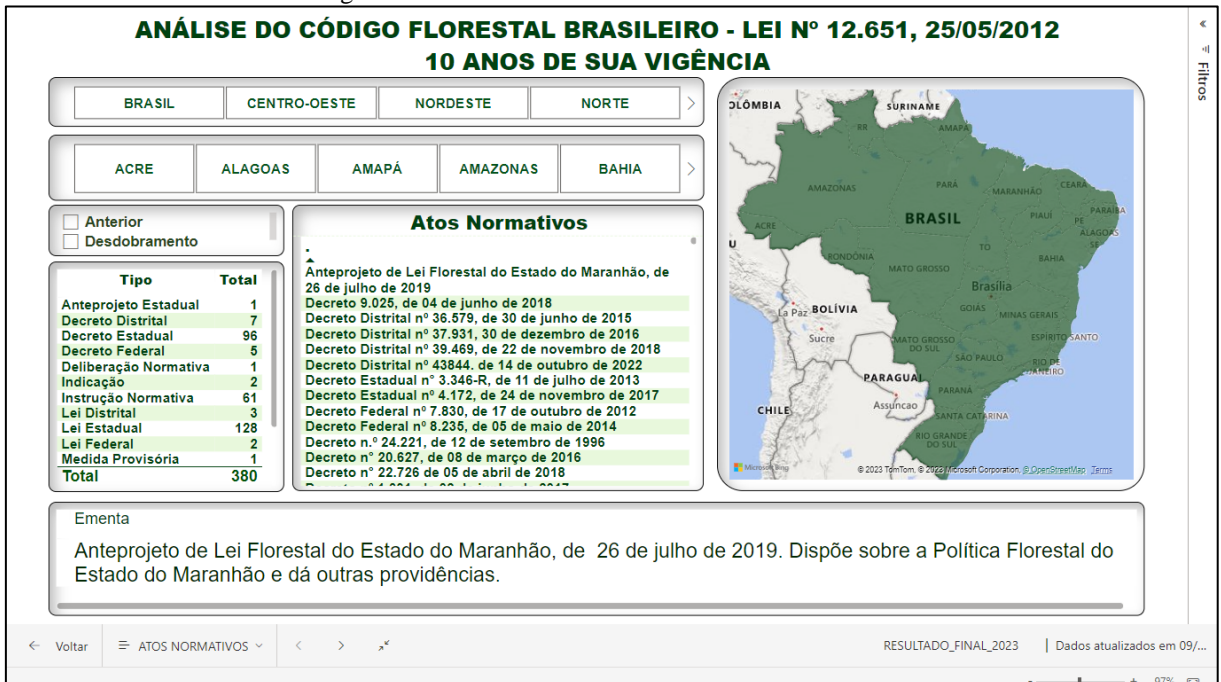 ANÁLISE DO CÓDIGO FLORESTAL BRASILEIRO - LEI Nº 12.651, 25/05/2012
10 ANOS DE SUA VIGÊNCIA
Filtros
BRASIL
CENTRO-OESTE
NORDESTE
NORTE
ACRE
ALAGOAS
AMAPÁ
AMAZONAS
BAHIA
Anterior
Desdobramento
Tipo Total
Anteprojeto Estadual 1
Decreto Distrital 7
Decreto Estadual 96
Decreto Federal 5
Deliberação Normativa 1
Indicação 2
Instrução Normativa 61
Lei Distrital 3
Lei Estadual 128
Lei Federal 2
Medida Provisória 1
Total 380
Atos Normativos
.
Anteprojeto de Lei Florestal do Estado do Maranhão, de
26 de julho de 2019
Decreto 9.025, de 04 de junho de 2018
Decreto Distrital nº 36.579, de 30 de junho de 2015
Decreto Distrital nº 37.931, 30 de dezembro de 2016
Decreto Distrital nº 39.469, de 22 de novembro de 2018
Decreto Distrital nº 43844. de 14 de outubro de 2022
Decreto Estadual n° 3.346-R, de 11 de julho de 2013
Decreto Estadual nº 4.172, de 24 de novembro de 2017
Decreto Federal nº 7.830, de 17 de outubro de 2012
Decreto Federal nº 8.235, de 05 de maio de 2014
Decreto n.º 24.221, de 12 de setembro de 1996
Decreto nº 20.627, de 08 de março de 2016
Decreto n° 22.726 de 05 de abril de 2018
OLÔMBIA
SURINAME
RR
AMAPÁ
AMAZONAS
PARÁ
MARANHÃO
CEARÁ
ACRE
BRASIL
PIAUÍ
PE
PARAÍBA
ALAGOAS
SE
U
RONDÔNIA
TO
BAHIA
MATO GROSSO
Brasília
La Paz
BOLÍVIA
GOIÁS
MINAS GERAIS
Sucre
MATO GROSSO
DO SUL
ESPÍRITO SANTO
SÃO PAULO
RIO DE
JANEIRO
PARAGUAI
PARANÁ
CHILE
Assuncao
SANTA CATARINA
RIO GRANDE
DO SUL
Microsoft Bing
© 2023 TomTom, © 2023 Microsoft Corporation, © OpenStreetMap Terms
Ementa
Anteprojeto de Lei Florestal do Estado do Maranhão, de 26 de julho de 2019. Dispõe sobre a Política Florestal do
Estado do Maranhão e dá outras providências.
Voltar
ATOS NORMATIVOS
RESULTADO_FINAL_2023
Dados atualizados em 09/...
97%